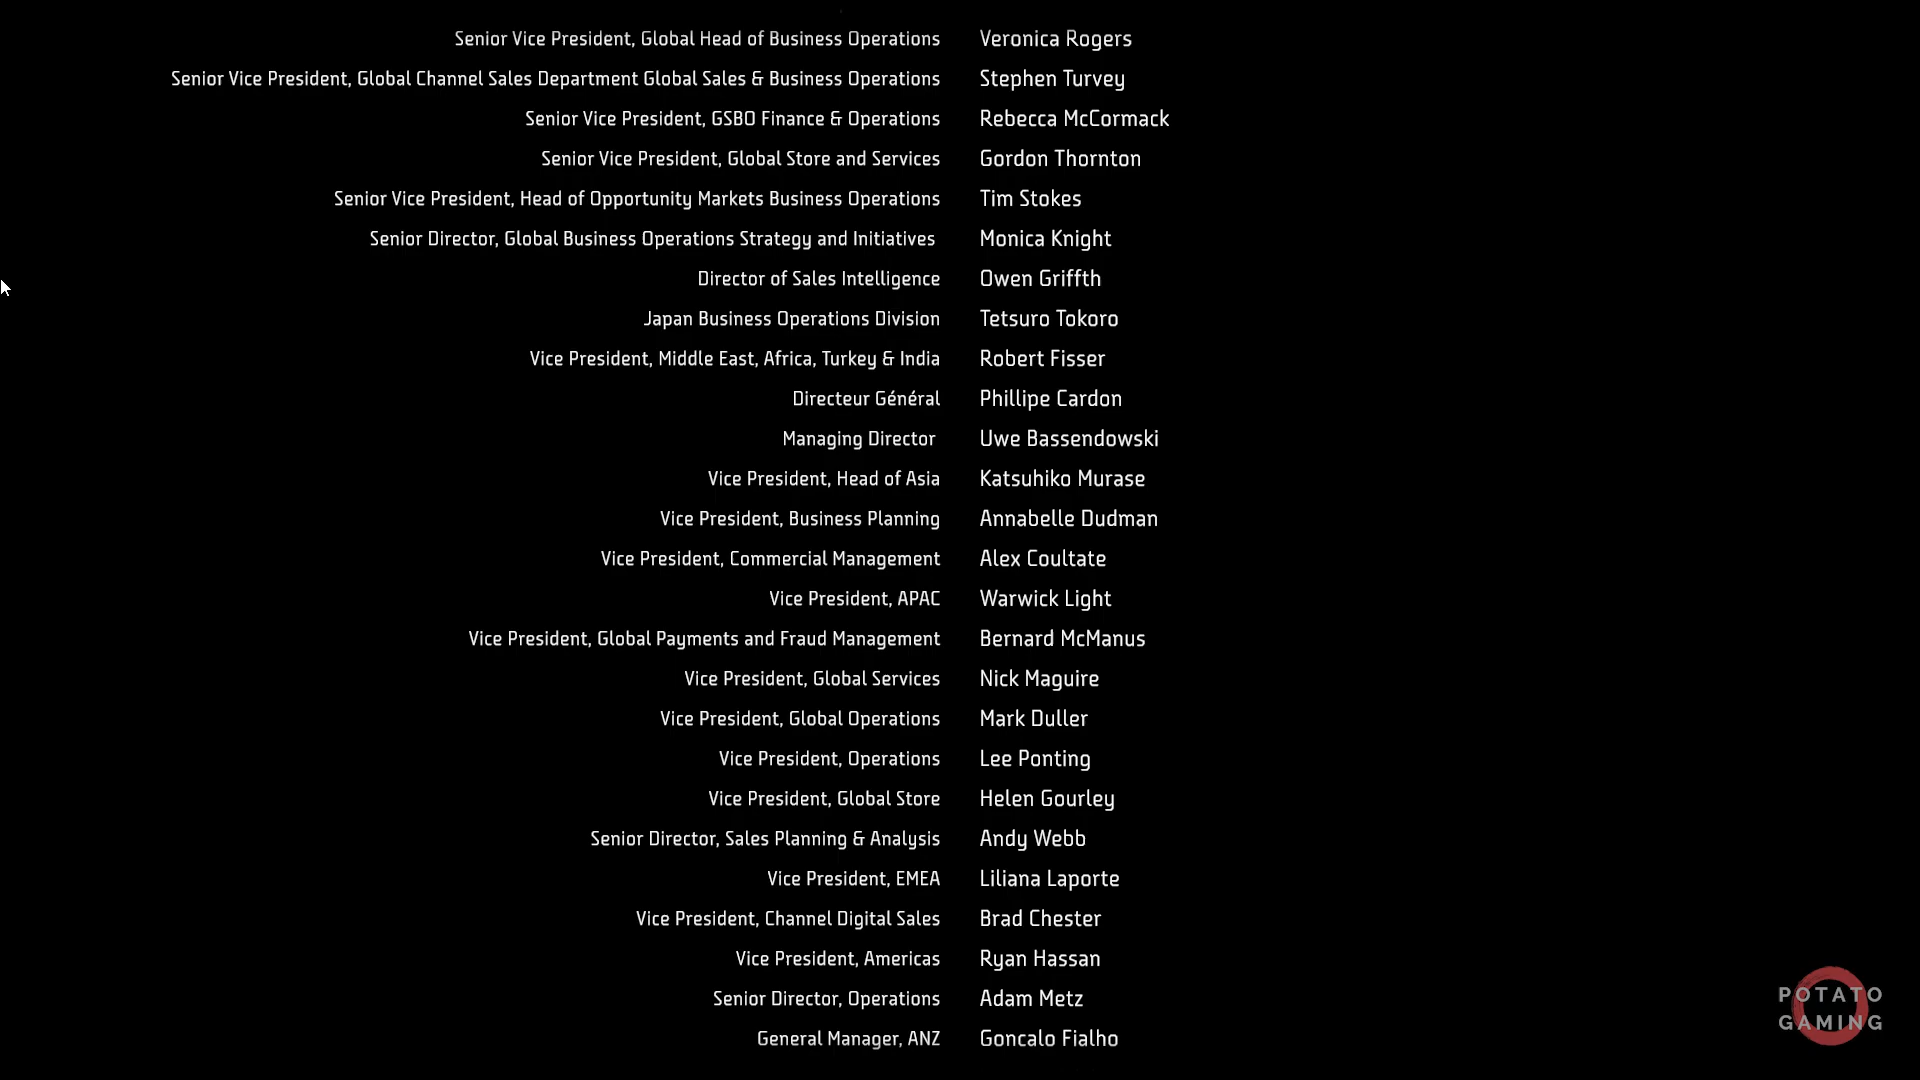 Senior Vice President, Global Head of Business Operations Veronica Rogers
Senior Vice President, Global Channel Sales Department Global Sales & Business Operations Stephen Turvey
Senior Vice President, GSBO Finance & Operations Rebecca McCormack
Senior Vice President, Global Store and Services Gordon Thornton
Senior Vice President, Head of Opportunity Markets Business Operations Tim Stokes
Senior Director, Global Business Operations Strategy and Initiatives Monica Knight
Director of Sales Intelligence Owen Griffth
Japan Business Operations Division Tetsuro Tokoro
Vice President, Middle East, Africa, Turkey & India Robert Fisser
Directeur Général Phillipe Cardon
Managing Director Uwe Bassendowski
Vice President, Head of Asia Katsuhiko Murase
Vice President, Business Planning Annabelle Dudman
Vice President, Commercial Management Alex Coultate
Vice President, APAC Warwick Light
Vice President, Global Payments and Fraud Management Bernard McManus
Vice President, Global Services Nick Maguire
Vice President, Global Operations Mark Duller
Vice President, Operations Lee Ponting
Vice President, Global Store Helen Gourley
Senior Director, Sales Planning & Analysis Andy Webb
Vice President, EMEA Liliana Laporte
Vice President, Channel Digital Sales Brad Chester
Vice President, Americas Ryan Hassan
Senior Director, Operations Adam Metz
General Manager, ANZ Goncalo Fialho
POTATO
GAMING